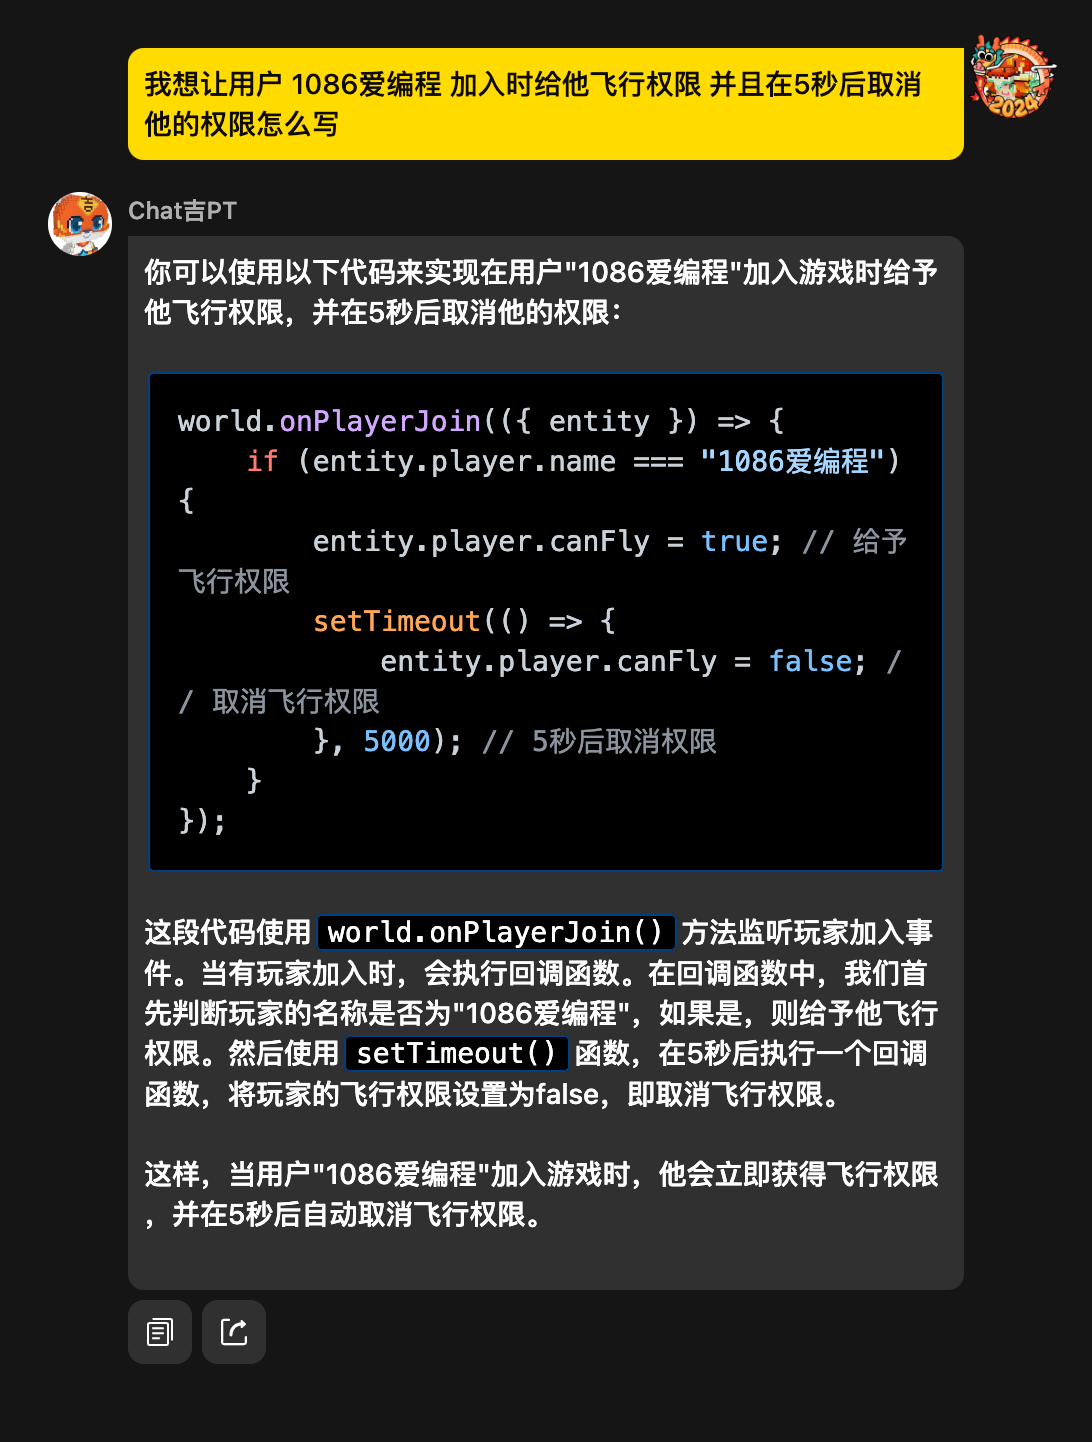 我想让用户 1086爱编程 加入时给他飞行权限 并且在5秒后取消
他的权限怎么写
2024
Chat吉PT
你可以使用以下代码来实现在用户"1086爱编程"加入游戏时给予
他飞行权限，并在5秒后取消他的权限：
world.onPlayerJoin(({ entity }) => {
    if (entity.player.name === "1086爱编程")
{
        entity.player.canFly = true; // 给予
飞行权限
        setTimeout(() => {
            entity.player.canFly = false; /
/ 取消飞行权限
        }, 5000); // 5秒后取消权限
    }
});
这段代码使用 world.onPlayerJoin() 方法监听玩家加入事
件。当有玩家加入时，会执行回调函数。在回调函数中，我们首
先判断玩家的名称是否为"1086爱编程"，如果是，则给予他飞行
权限。然后使用 setTimeout() 函数，在5秒后执行一个回调
函数，将玩家的飞行权限设置为false，即取消飞行权限。
这样，当用户"1086爱编程"加入游戏时，他会立即获得飞行权限
，并在5秒后自动取消飞行权限。